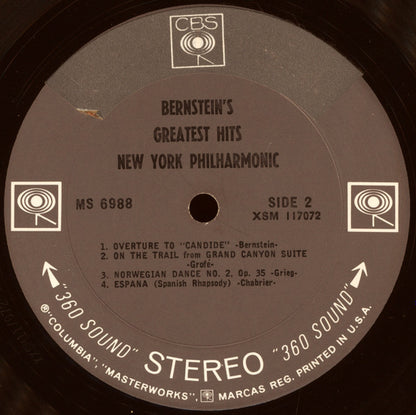 CBS
BERNSTEIN'S
GREATEST HITS
NEW YORK PHILHARMONIC
MS 6988
SIDE 2
XSM 117072
1. OVERTURE TO "CANDIDE" -Bernstein-
2. ON THE TRAIL from GRAND CANYON SUITE
-Grofé-
3. NORWEGIAN DANCE NO. 2, Op. 35 -Grieg-
4. ESPANA (Spanish Rhapsody) -Chabrier-
"360 SOUND" STEREO "360 SOUND"
® "COLUMBIA", "MASTERWORKS", MARCAS REG. PRINTED IN U.S.A.